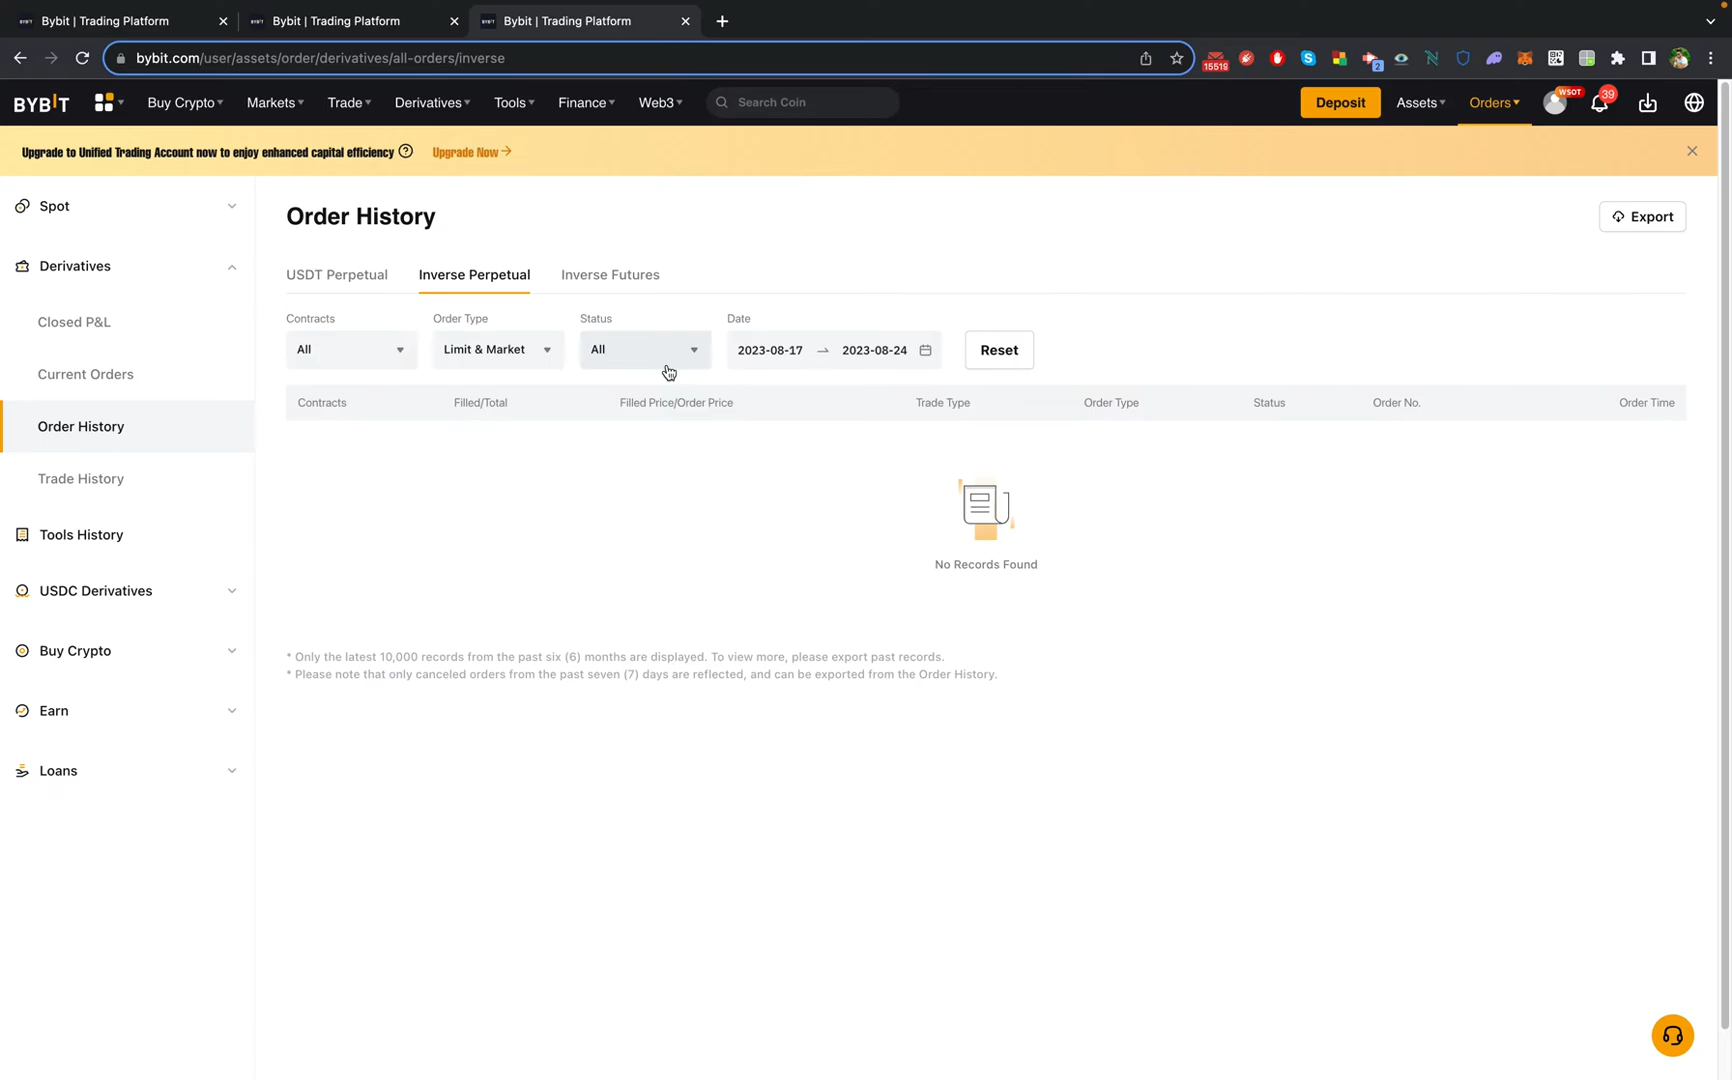 Bybit | Trading Platform
Bybit | Trading Platform
Bybit | Trading Platform
bybit.com/user/assets/order/derivatives/all-orders/inverse
15519
2
BYBIT
Buy Crypto
Markets
Trade
Derivatives
Tools
Finance
Web3
Search Coin
Deposit
Assets
Orders
WSOT
39
Upgrade to Unified Trading Account now to enjoy enhanced capital efficiency
Upgrade Now
Spot
Derivatives
Closed P&L
Current Orders
Order History
Trade History
Tools History
USDC Derivatives
Buy Crypto
Earn
Loans
Order History
Export
USDT Perpetual
Inverse Perpetual
Inverse Futures
Contracts
Order Type
Status
Date
All
Limit & Market
All
2023-08-17
2023-08-24
Reset
Contracts
Filled/Total
Filled Price/Order Price
Trade Type
Order Type
Status
Order No.
Order Time
No Records Found
* Only the latest 10,000 records from the past six (6) months are displayed. To view more, please export past records.
* Please note that only canceled orders from the past seven (7) days are reflected, and can be exported from the Order History.